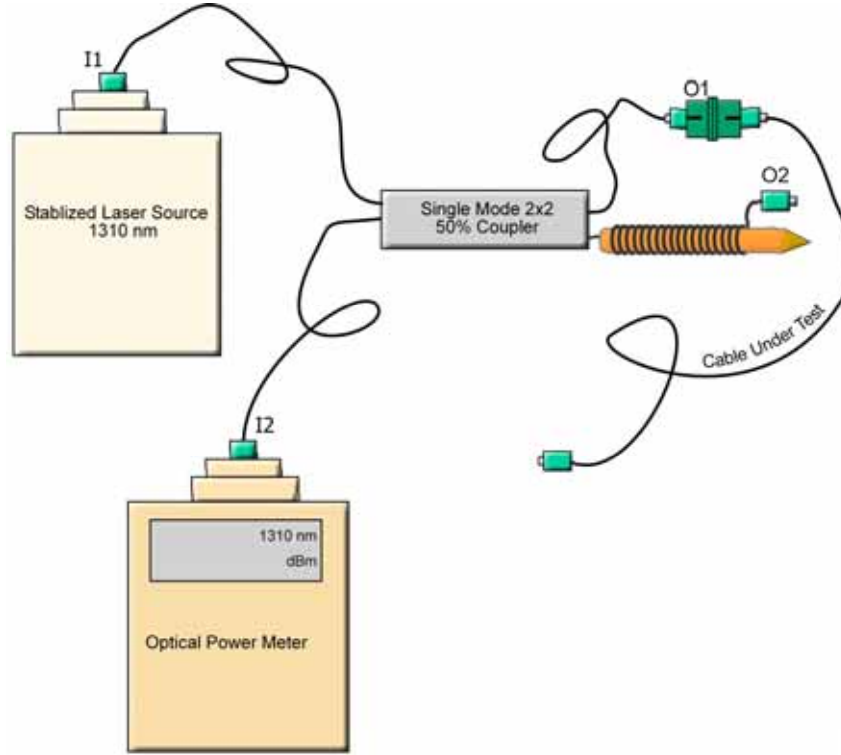 I1
O1
O2
Stablized Laser Source
1310 nm
Single Mode 2x2
50% Coupler
Cable Under Test
I2
1310 nm
dBm
Optical Power Meter